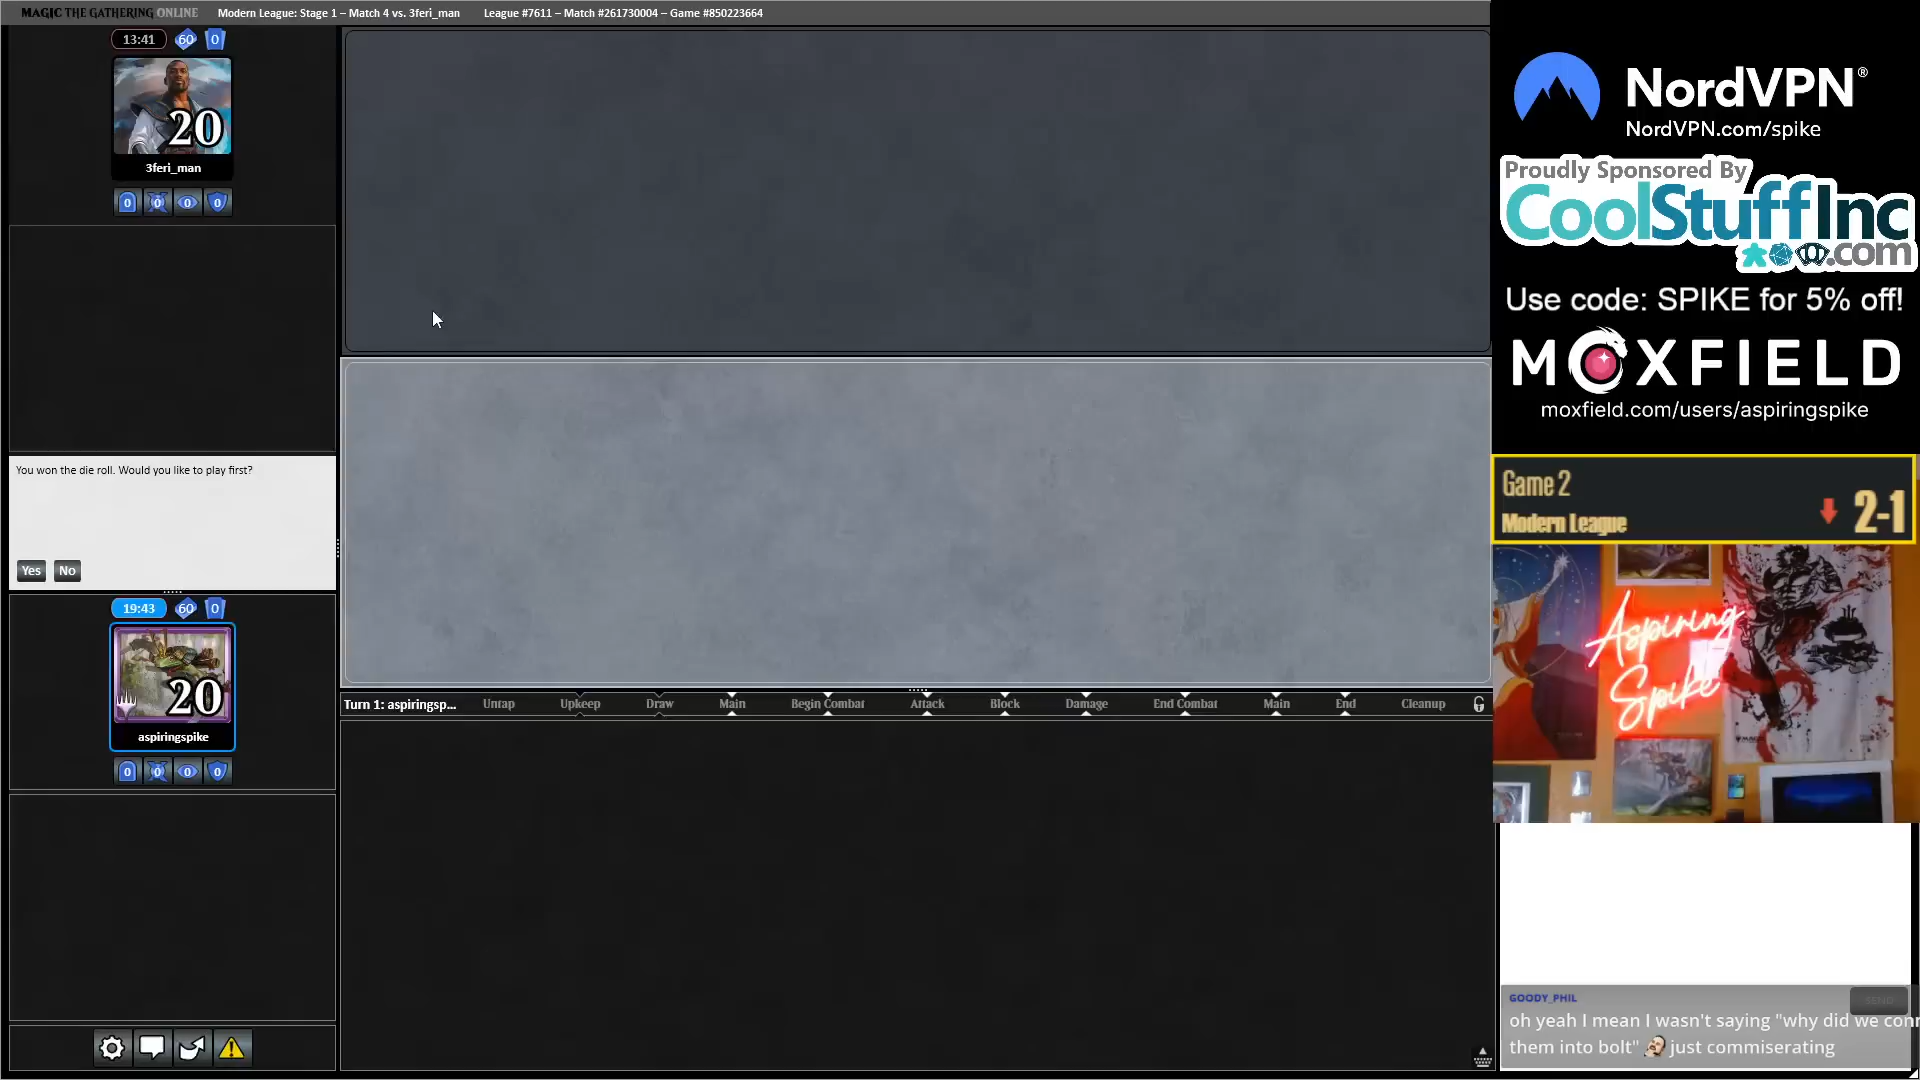 MAGIC THE GATHERING ONLINE
Modern League: Stage 1 – Match 4 vs. 3feri_man
League #7611 – Match #261730004 – Game #850223664
13:41
60
0
20
3feri_man
0 0 0 0
You won the die roll. Would you like to play first?
Yes No
19:43
60
0
20
aspiringspike
0 0 0 0
Turn 1: aspiringsp... Untap Upkeep Draw Main Begin Combat Attack Block Damage End Combat Main End Cleanup
NordVPN®
NordVPN.com/spike
Proudly Sponsored By
CoolStuffInc
.com
Use code: SPIKE for 5% off!
MOXFIELD
moxfield.com/users/aspiringspike
Game 2
Modern League
2-1
Aspiring
Spike
GOODY_PHIL
SEND
oh yeah I mean I wasn't saying "why did we con
them into bolt" just commiserating